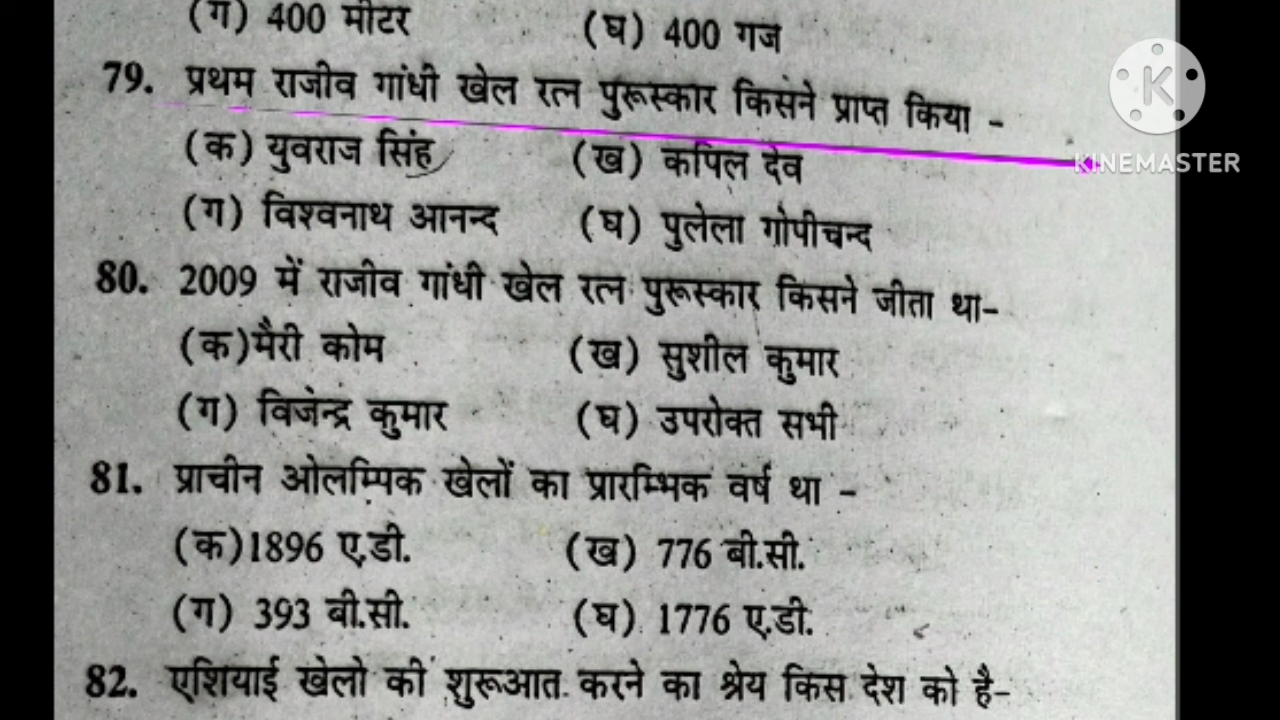 (ग) 400 मीटर (घ) 400 गज
79. प्रथम राजीव गांधी खेल रत्न पुरूस्कार किसने प्राप्त किया -
(क) युवराज सिंह (ख) कपिल देव
(ग) विश्वनाथ आनन्द (घ) पुलेला गोपीचन्द
80. 2009 में राजीव गांधी खेल रत्न पुरूस्कार किसने जीता था-
(क)मैरी कोम (ख) सुशील कुमार
(ग) विजेन्द्र कुमार (घ) उपरोक्त सभी
81. प्राचीन ओलम्पिक खेलों का प्रारम्भिक वर्ष था -
(क)1896 ए.डी. (ख) 776 बी.सी.
(ग) 393 बी.सी. (घ) 1776 ए.डी.
82. एशियाई खेलो की शुरूआत करने का श्रेय किस देश को है-
K
KINEMASTER